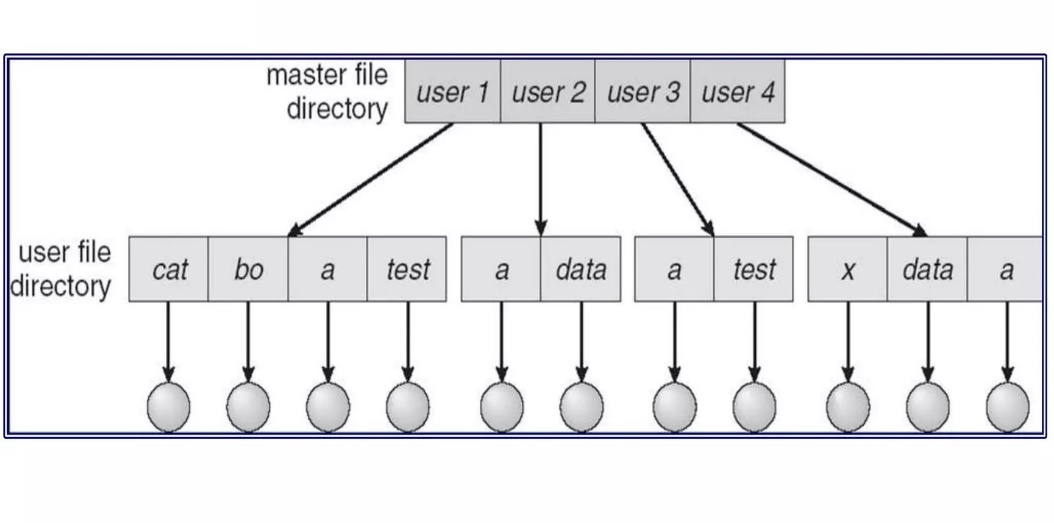 master file
directory
user 1 user 2 user 3 user 4
user file
directory
cat bo a test a data a test x data a